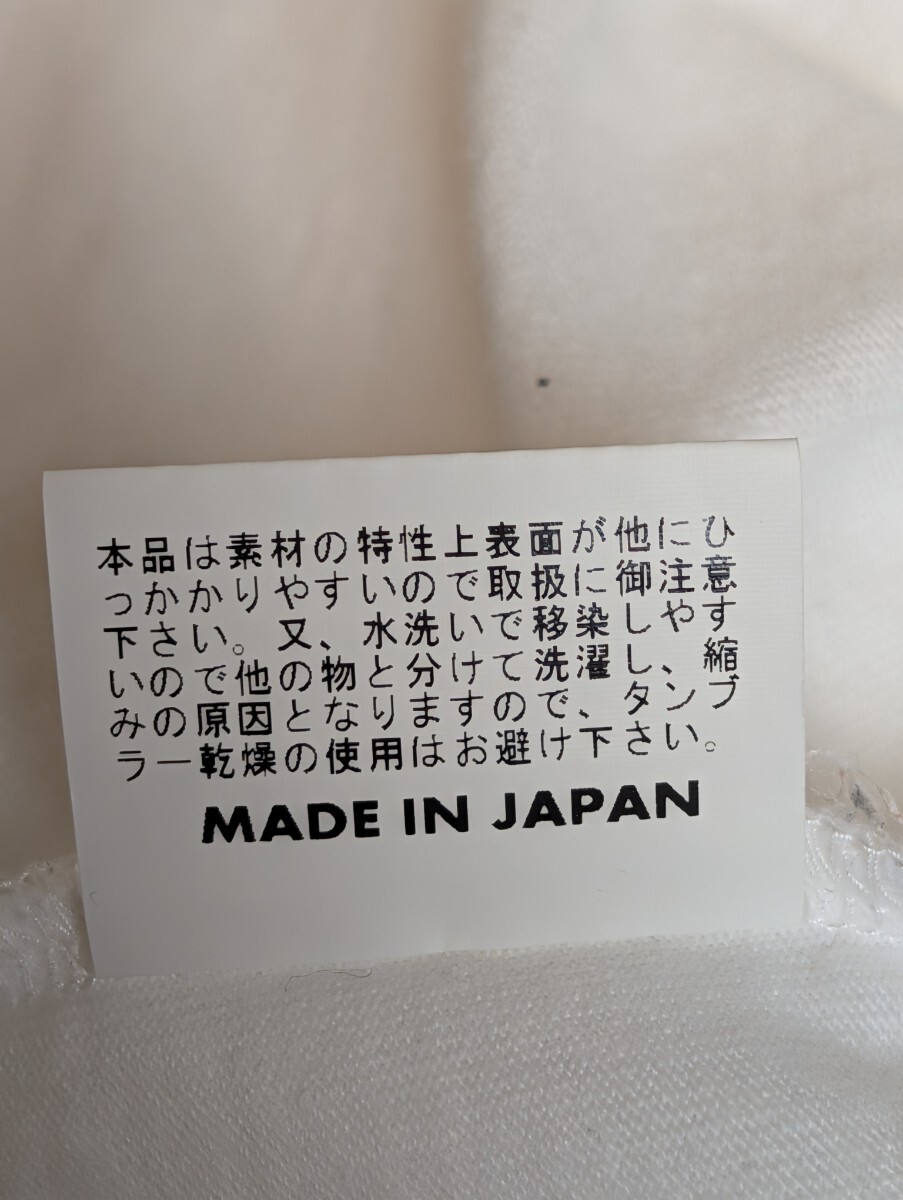 本品は素材の特性上表面が他にひ
っかかりやすいので取扱に御注意
下さい。又、水洗いで移染しやす
いので他の物と分けて洗濯し、縮
みの原因となりますので、タンブ
ラー乾燥の使用はお避け下さい。
MADE IN JAPAN